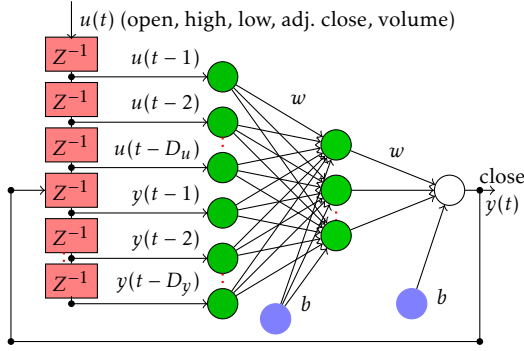 u(t) (open, high, low, adj. close, volume)
Z⁻¹
u(t − 1)
Z⁻¹
u(t − 2)
w
Z⁻¹
u(t − D_u)
w
Z⁻¹
y(t − 1)
close
y(t)
Z⁻¹
y(t − 2)
Z⁻¹
y(t − D_y)
b
b